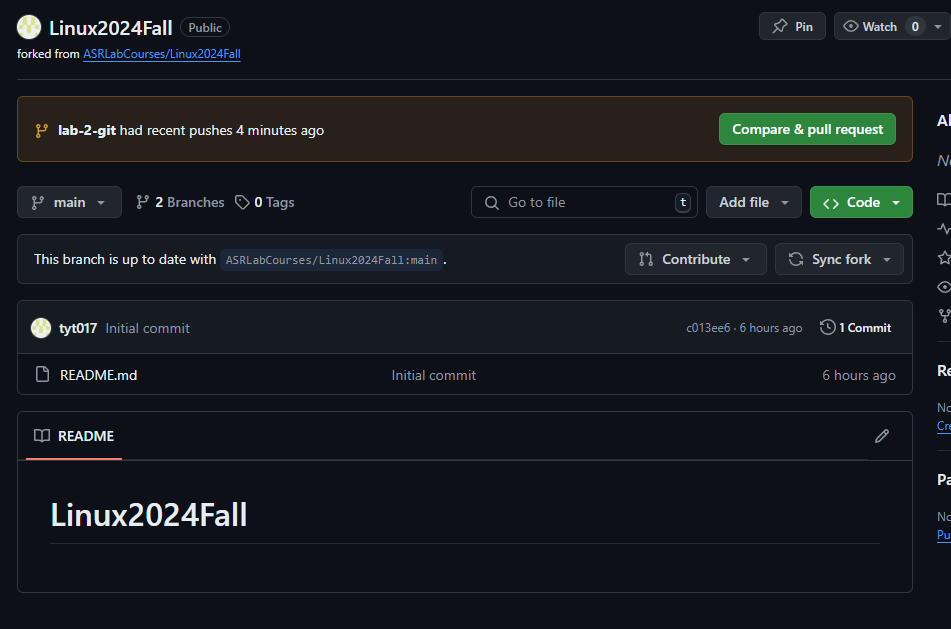 Linux2024Fall Public Pin Watch 0
forked from ASRLabCourses/Linux2024Fall
lab-2-git had recent pushes 4 minutes ago Compare & pull request
main 2 Branches 0 Tags Go to file t Add file Code
This branch is up to date with ASRLabCourses/Linux2024Fall:main . Contribute Sync fork
tyt017 Initial commit c013ee6 · 6 hours ago 1 Commit
README.md Initial commit 6 hours ago
README
Linux2024Fall